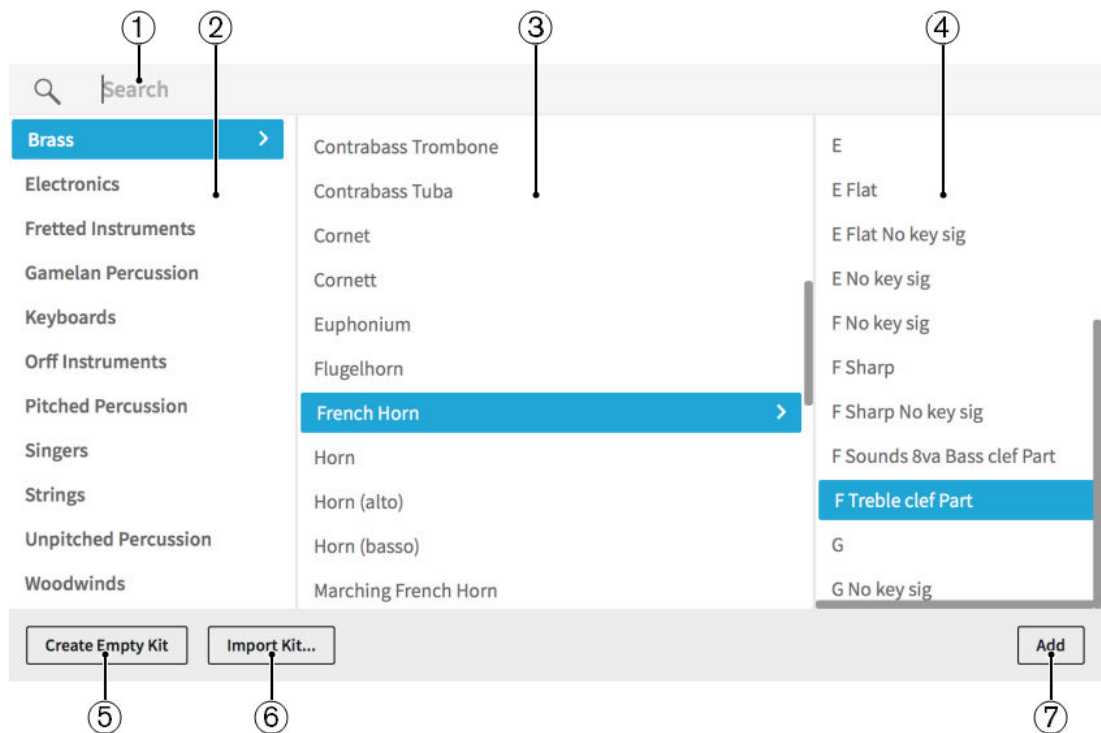 ① ② ③ ④
Search
Brass
Electronics
Fretted Instruments
Gamelan Percussion
Keyboards
Orff Instruments
Pitched Percussion
Singers
Strings
Unpitched Percussion
Woodwinds
Contrabass Trombone
Contrabass Tuba
Cornet
Cornett
Euphonium
Flugelhorn
French Horn
Horn
Horn (alto)
Horn (basso)
Marching French Horn
E
E Flat
E Flat No key sig
E No key sig
F No key sig
F Sharp
F Sharp No key sig
F Sounds 8va Bass clef Part
F Treble clef Part
G
G No key sig
Create Empty Kit
Import Kit...
Add
⑤ ⑥ ⑦